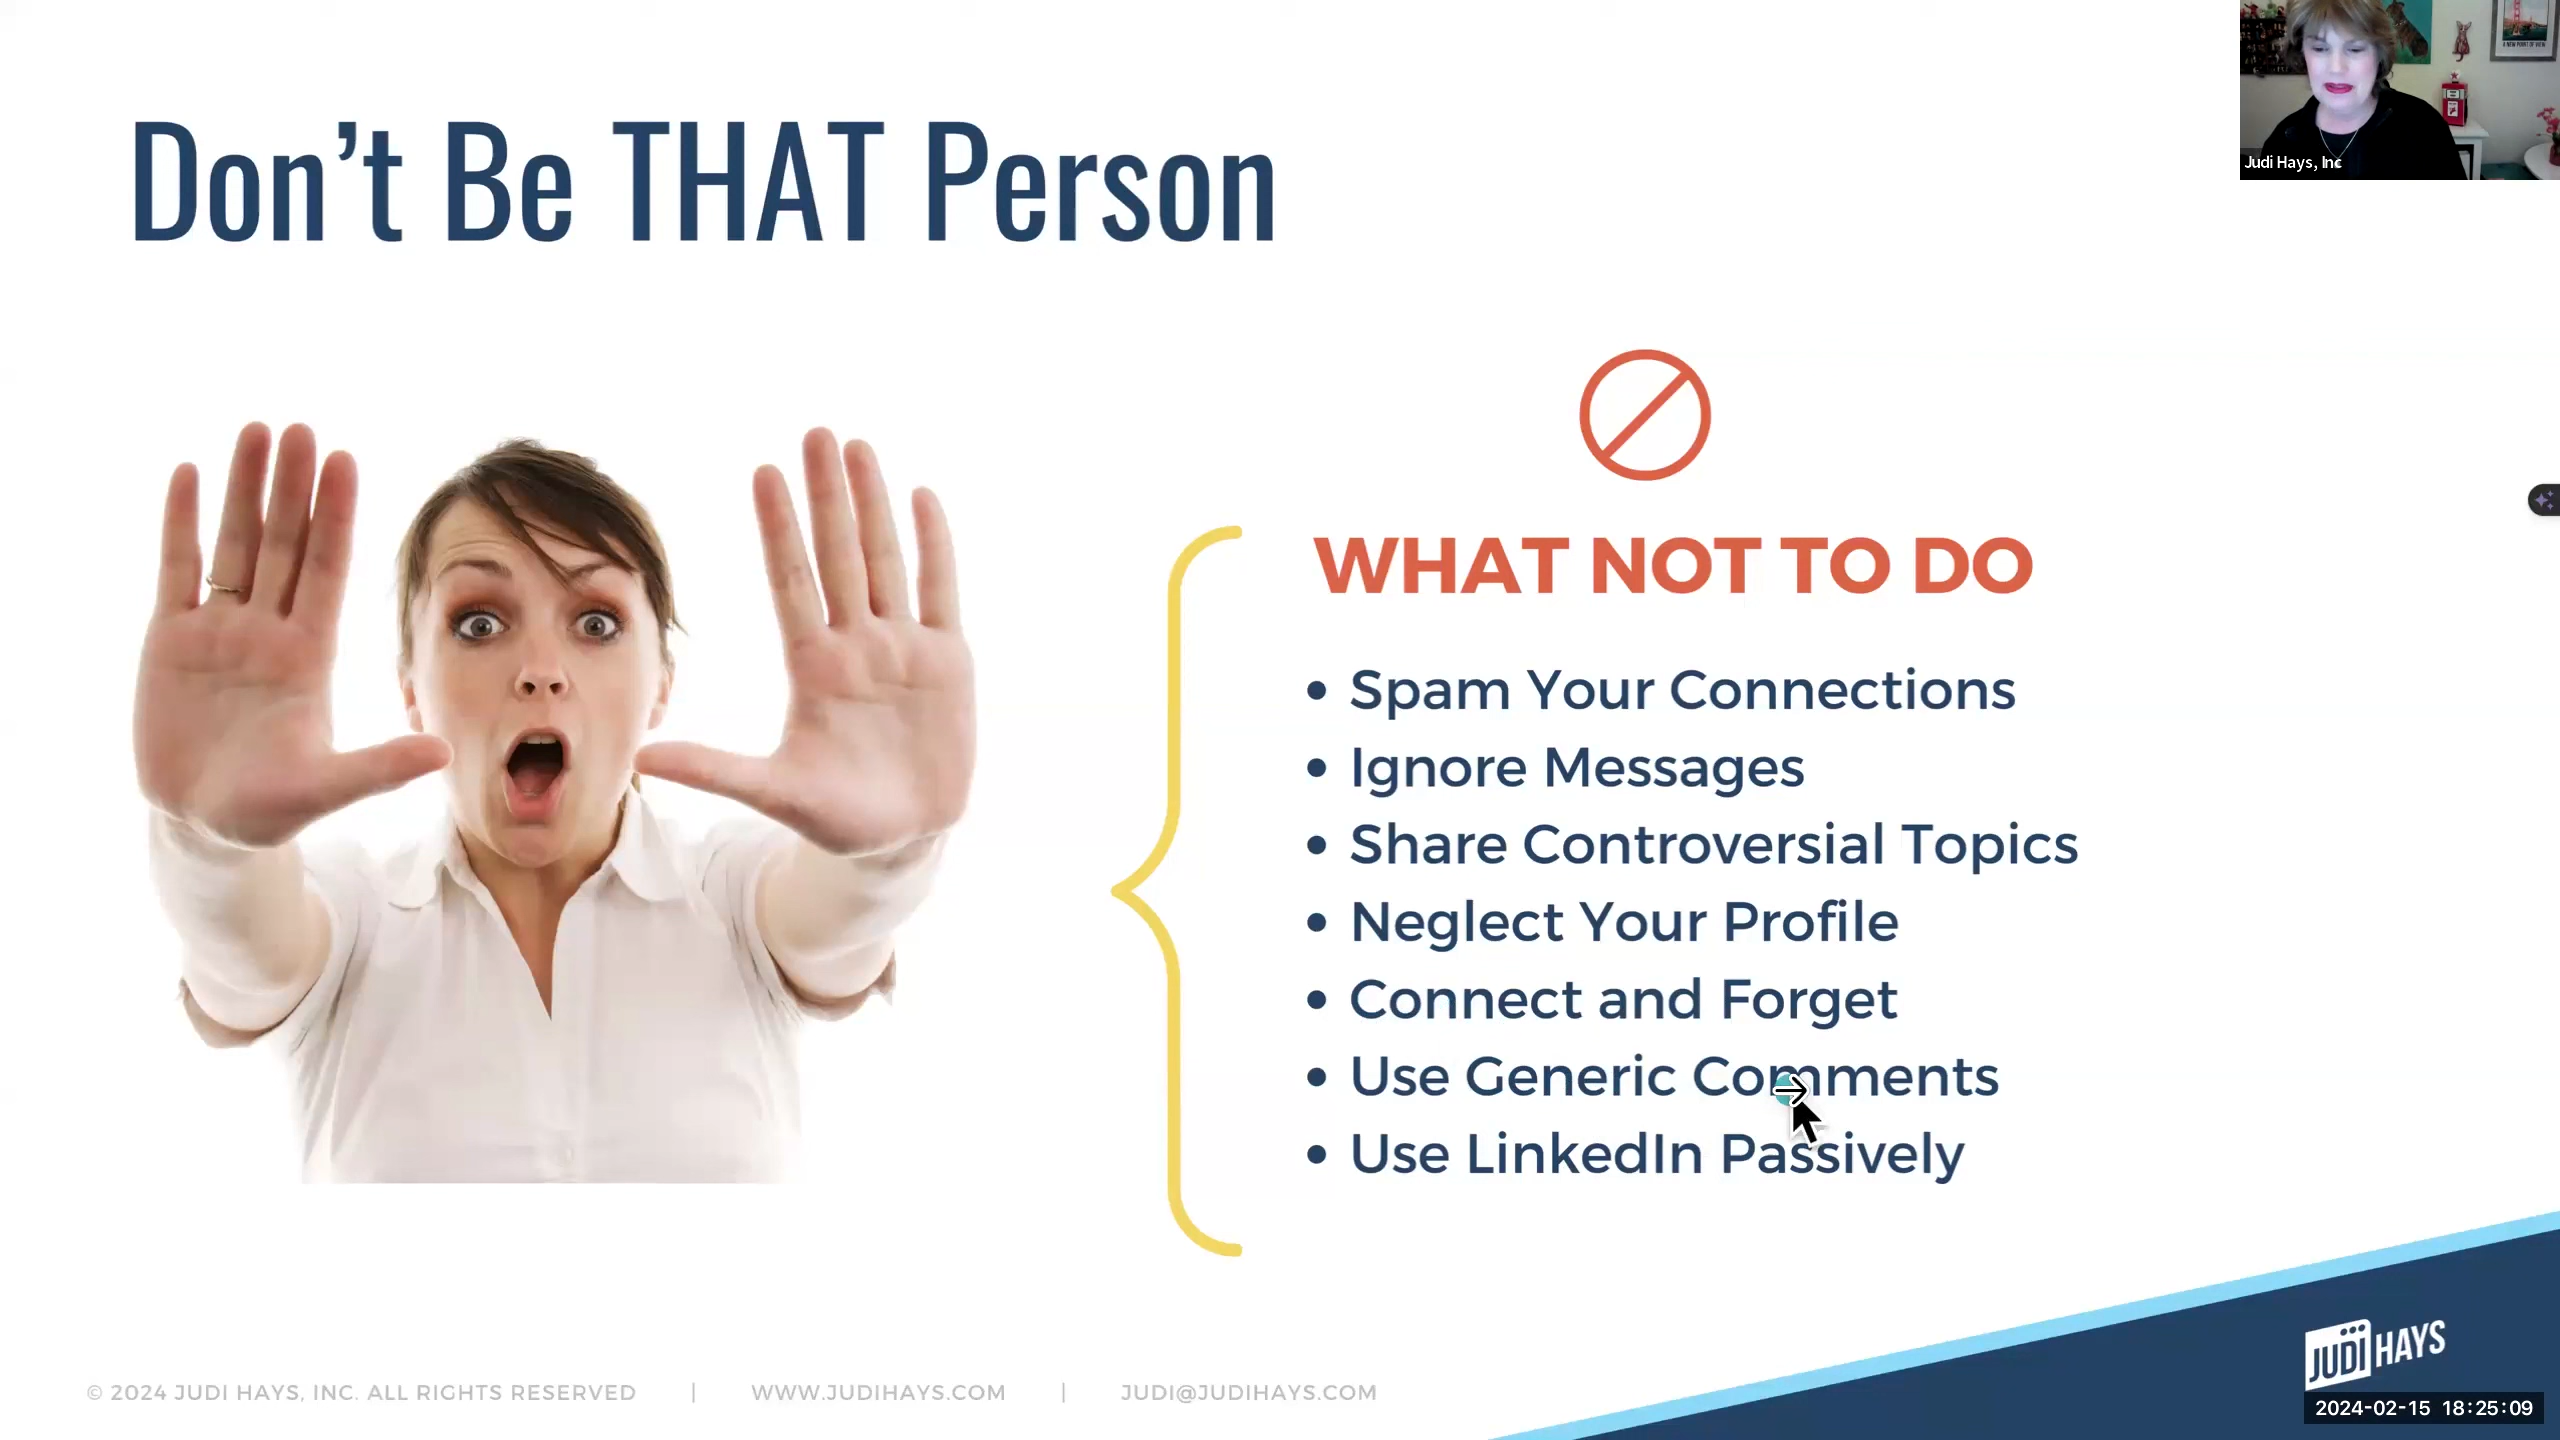 Don't Be THAT Person
Judi Hays, Inc
WHAT NOT TO DO
• Spam Your Connections
• Ignore Messages
• Share Controversial Topics
• Neglect Your Profile
• Connect and Forget
• Use Generic Comments
• Use LinkedIn Passively
© 2024 JUDI HAYS, INC. ALL RIGHTS RESERVED | WWW.JUDIHAYS.COM | JUDI@JUDIHAYS.COM
JUDI HAYS
2024-02-15 18:25:09